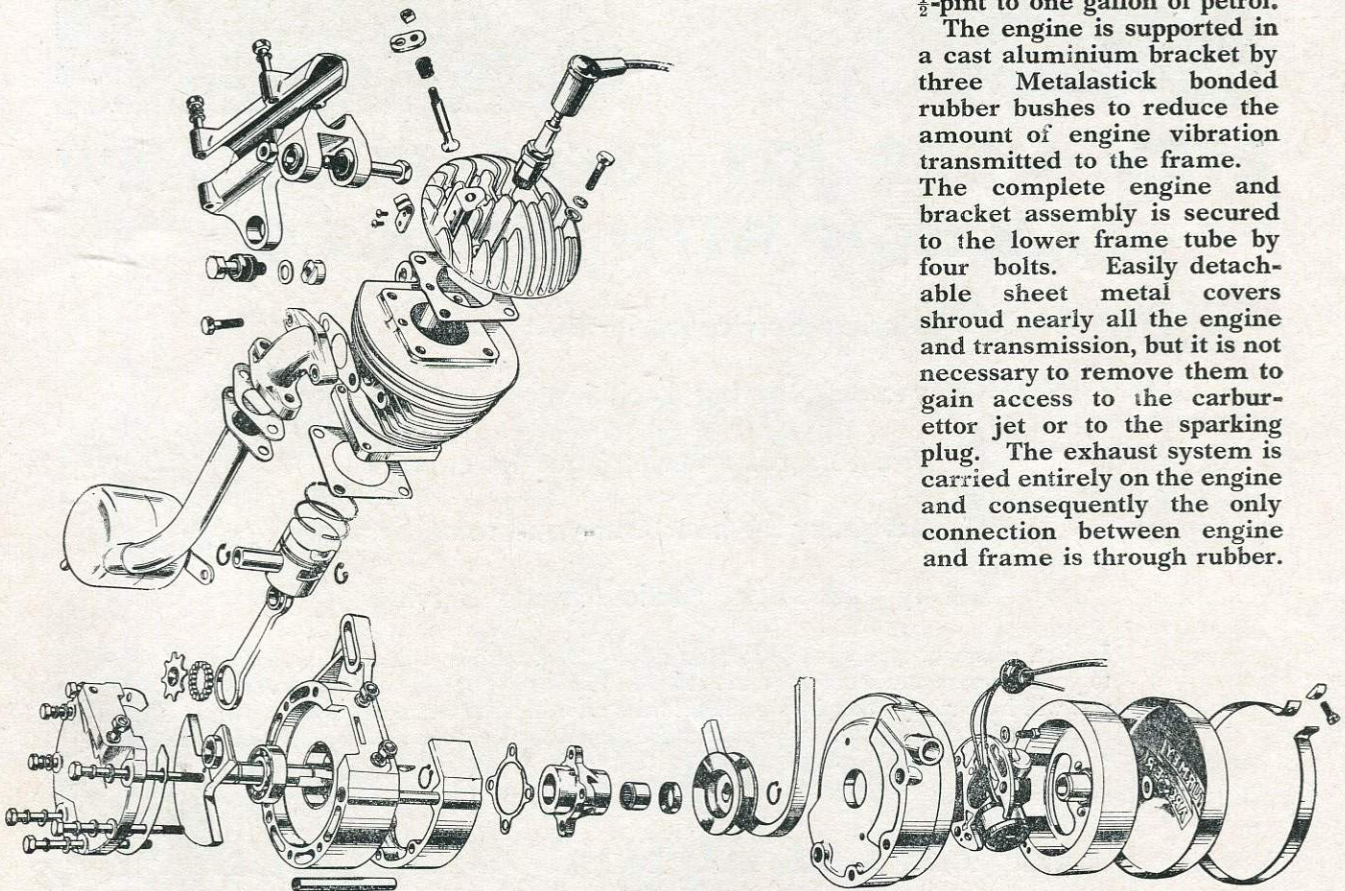 ½-pint to one gallon of petrol.
The engine is supported in
a cast aluminium bracket by
three Metalastick bonded
rubber bushes to reduce the
amount of engine vibration
transmitted to the frame.
The complete engine and
bracket assembly is secured
to the lower frame tube by
four bolts. Easily detach-
able sheet metal covers
shroud nearly all the engine
and transmission, but it is not
necessary to remove them to
gain access to the carbur-
ettor jet or to the sparking
plug. The exhaust system is
carried entirely on the engine
and consequently the only
connection between engine
and frame is through rubber.